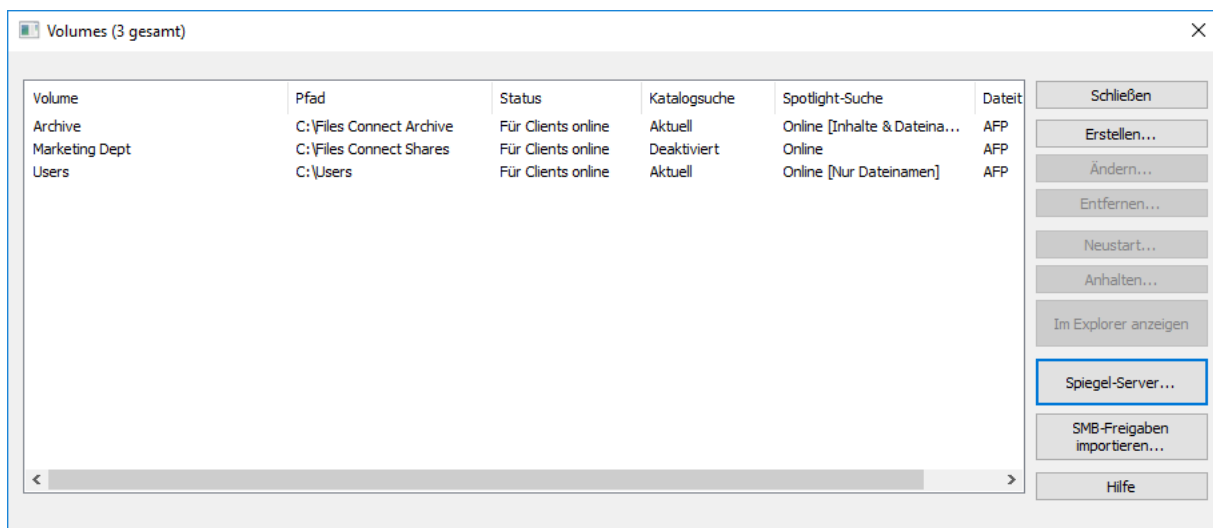 Volumes (3 gesamt)
Volume Pfad Status Katalogsuche Spotlight-Suche Dateit
Archive C:\Files Connect Archive Für Clients online Aktuell Online [Inhalte & Dateina... AFP
Marketing Dept C:\Files Connect Shares Für Clients online Deaktiviert Online AFP
Users C:\Users Für Clients online Aktuell Online [Nur Dateinamen] AFP
Schließen
Erstellen...
Ändern...
Entfernen...
Neustart...
Anhalten...
Im Explorer anzeigen
Spiegel-Server...
SMB-Freigaben
importieren...
Hilfe